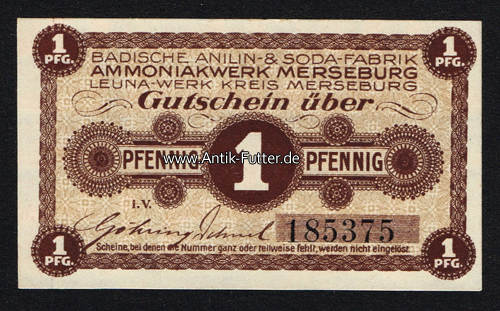 1 PFG.
1 PFG.
BADISCHE ANILIN-& SODA-FABRIK
AMMONIAKWERK MERSEBURG
LEUNA-WERK KREIS MERSEBURG
Gutschein über
PFENNIG 1 PFENNIG
www.Antik-Futter.de
i.V.
185375
Scheine, bei denen die Nummer ganz oder teilweise fehlt, werden nicht eingelöst.
1 PFG.
1 PFG.